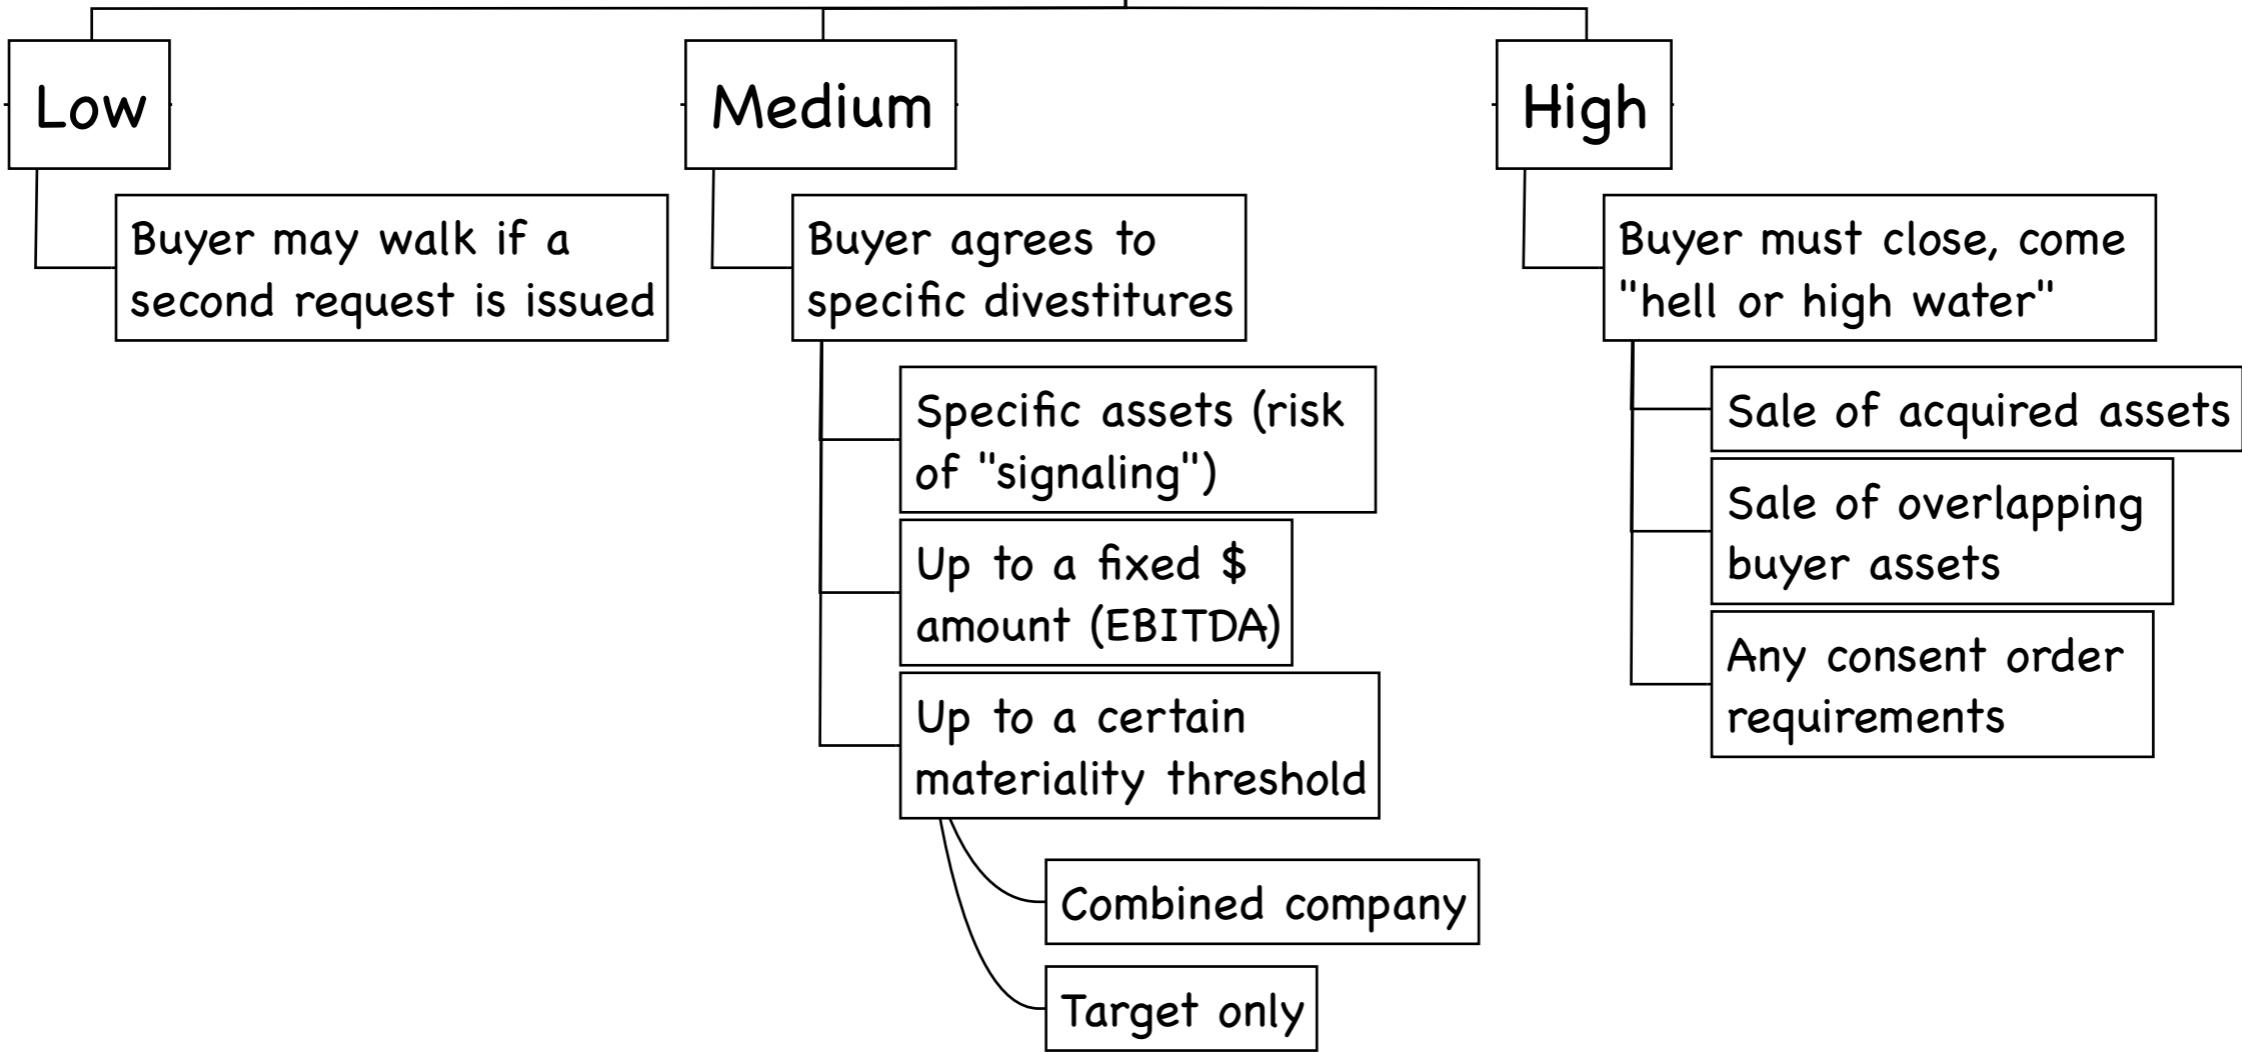 Low
Buyer may walk if a
second request is issued
Medium
Buyer agrees to
specific divestitures
Specific assets (risk
of "signaling")
Up to a fixed $
amount (EBITDA)
Up to a certain
materiality threshold
Combined company
Target only
High
Buyer must close, come
"hell or high water"
Sale of acquired assets
Sale of overlapping
buyer assets
Any consent order
requirements